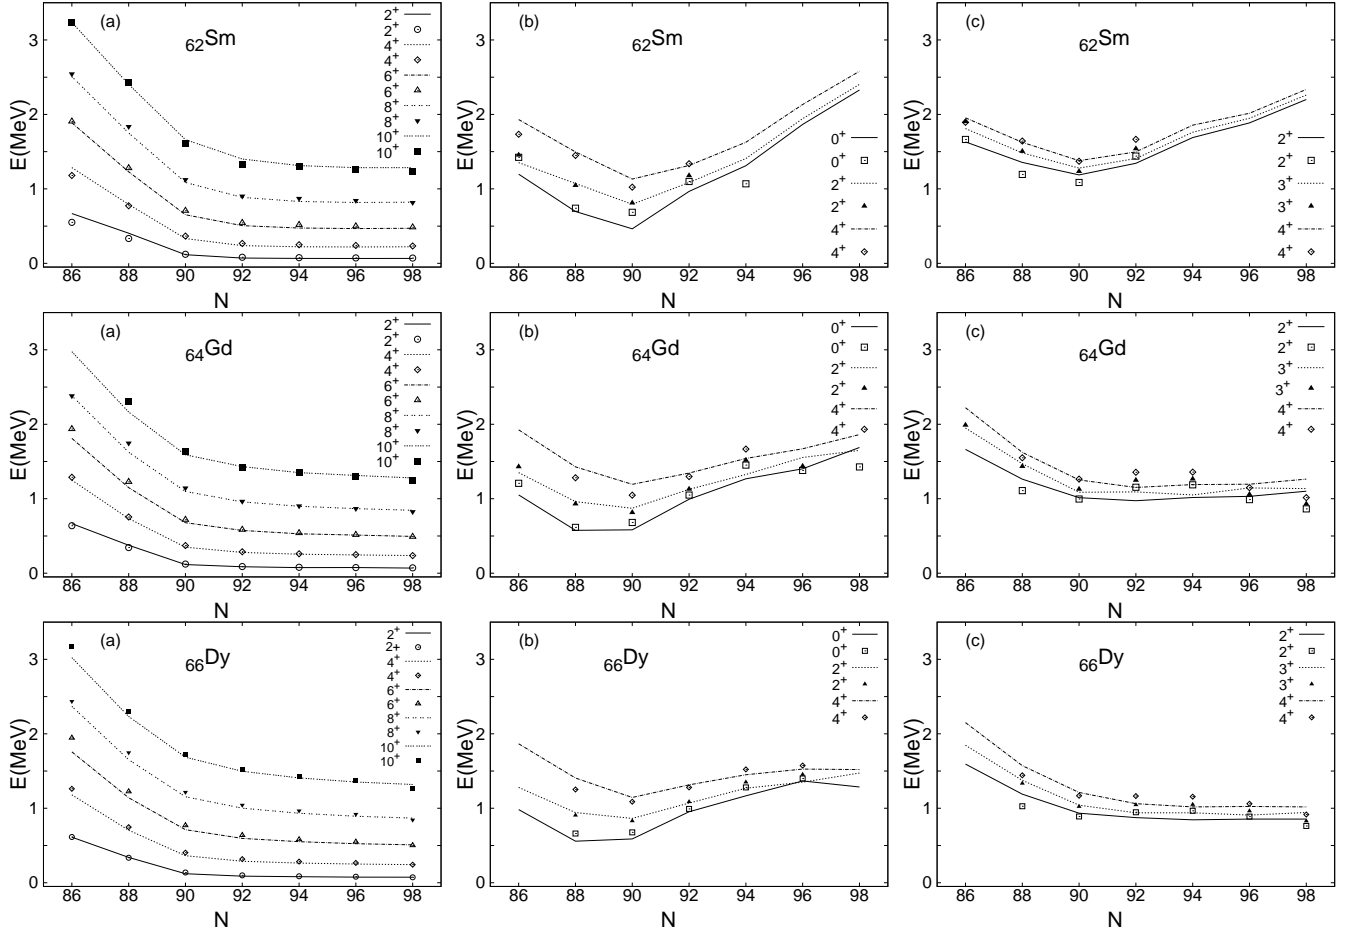 (a)
₆₂Sm
2⁺
2⁺
4⁺
4⁺
6⁺
6⁺
8⁺
8⁺
10⁺
10⁺
E(MeV)
3
2
1
0
86 88 90 92 94 96 98
N
(b)
₆₂Sm
0⁺
0⁺
2⁺
2⁺
4⁺
4⁺
E(MeV)
3
2
1
0
86 88 90 92 94 96 98
N
(c)
₆₂Sm
2⁺
2⁺
3⁺
3⁺
4⁺
4⁺
E(MeV)
3
2
1
0
86 88 90 92 94 96 98
N
(a)
₆₄Gd
2⁺
2⁺
4⁺
4⁺
6⁺
6⁺
8⁺
8⁺
10⁺
10⁺
E(MeV)
3
2
1
0
86 88 90 92 94 96 98
N
(b)
₆₄Gd
0⁺
0⁺
2⁺
2⁺
4⁺
4⁺
E(MeV)
3
2
1
0
86 88 90 92 94 96 98
N
(c)
₆₄Gd
2⁺
2⁺
3⁺
3⁺
4⁺
4⁺
E(MeV)
3
2
1
0
86 88 90 92 94 96 98
N
(a)
₆₆Dy
2⁺
2+
4⁺
4⁺
6⁺
6⁺
8⁺
8⁺
10⁺
10⁺
E(MeV)
3
2
1
0
86 88 90 92 94 96 98
N
(b)
₆₆Dy
0⁺
0⁺
2⁺
2⁺
4⁺
4⁺
E(MeV)
3
2
1
0
86 88 90 92 94 96 98
N
(c)
₆₆Dy
2⁺
2⁺
3⁺
3⁺
4⁺
4⁺
E(MeV)
3
2
1
0
86 88 90 92 94 96 98
N